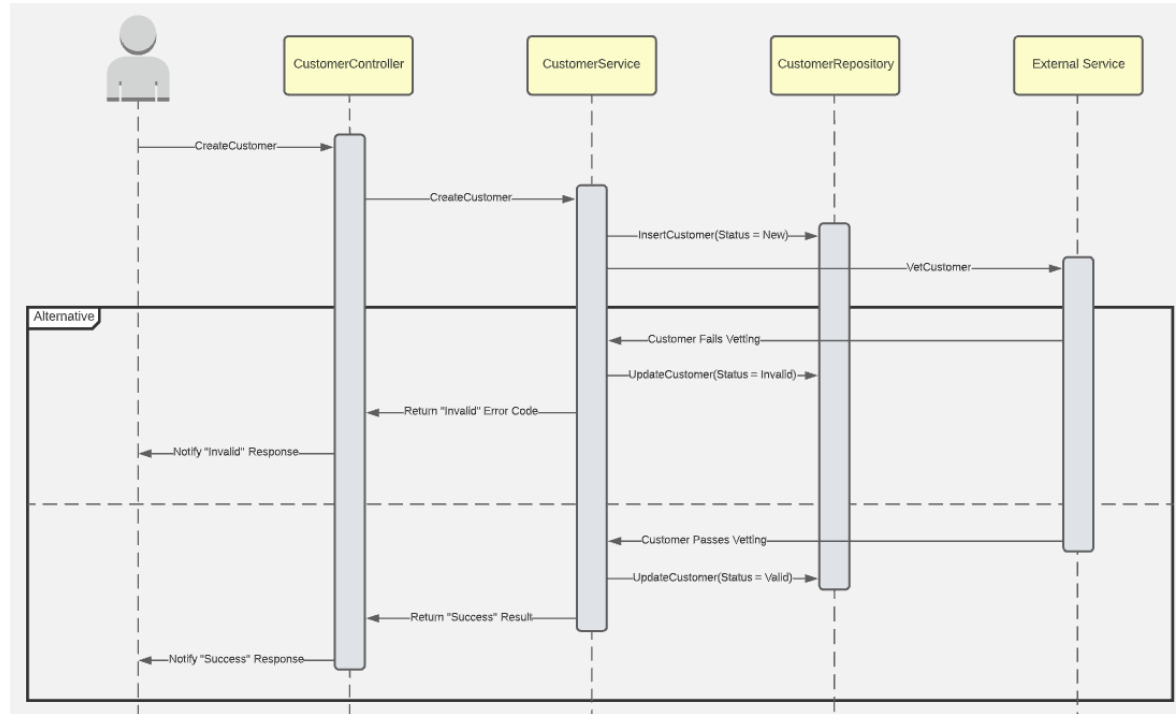 CustomerController
CustomerService
CustomerRepository
External Service
CreateCustomer
CreateCustomer
InsertCustomer(Status = New)
VetCustomer
Alternative
Customer Fails Vetting
UpdateCustomer(Status = Invalid)
Return "Invalid" Error Code
Notify "Invalid" Response
Customer Passes Vetting
UpdateCustomer(Status = Valid)
Return "Success" Result
Notify "Success" Response